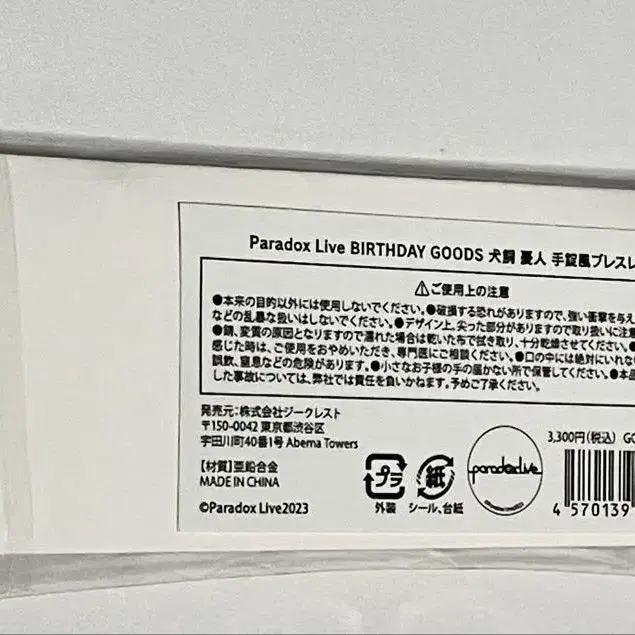 Paradox Live BIRTHDAY GOODS 犬飼 憂人 手錠風ブレスレ
⚠ご使用上の注意
●本来の目的以外には使用しないでください。●破損する恐れがありますので、強い衝撃を与え
などの乱暴な扱いはしないでください。●デザイン上、尖った部分がありますので取り扱いに注意
●錆、変質の原因となりますので濡れた場合は乾いた布で拭き取り、十分乾燥させてください。●
感じた時は、ご使用をおやめいただき、専門医にご相談ください。●口の中には絶対にいれな
誤飲、窒息などの危険があります。●小さなお子様の手の届かない所で保管してください。●本品
した事故については、弊社では責任を負いかねます。予めご了承ください。
発売元:株式会社ジークレスト
〒150-0042 東京都渋谷区
宇田川町40番1号 Abema Towers
【材質】亜鉛合金
MADE IN CHINA
©Paradox Live2023
プラ
外装
紙
シール、台紙
paradoxlive
3,300円(税込) GC
4 570139